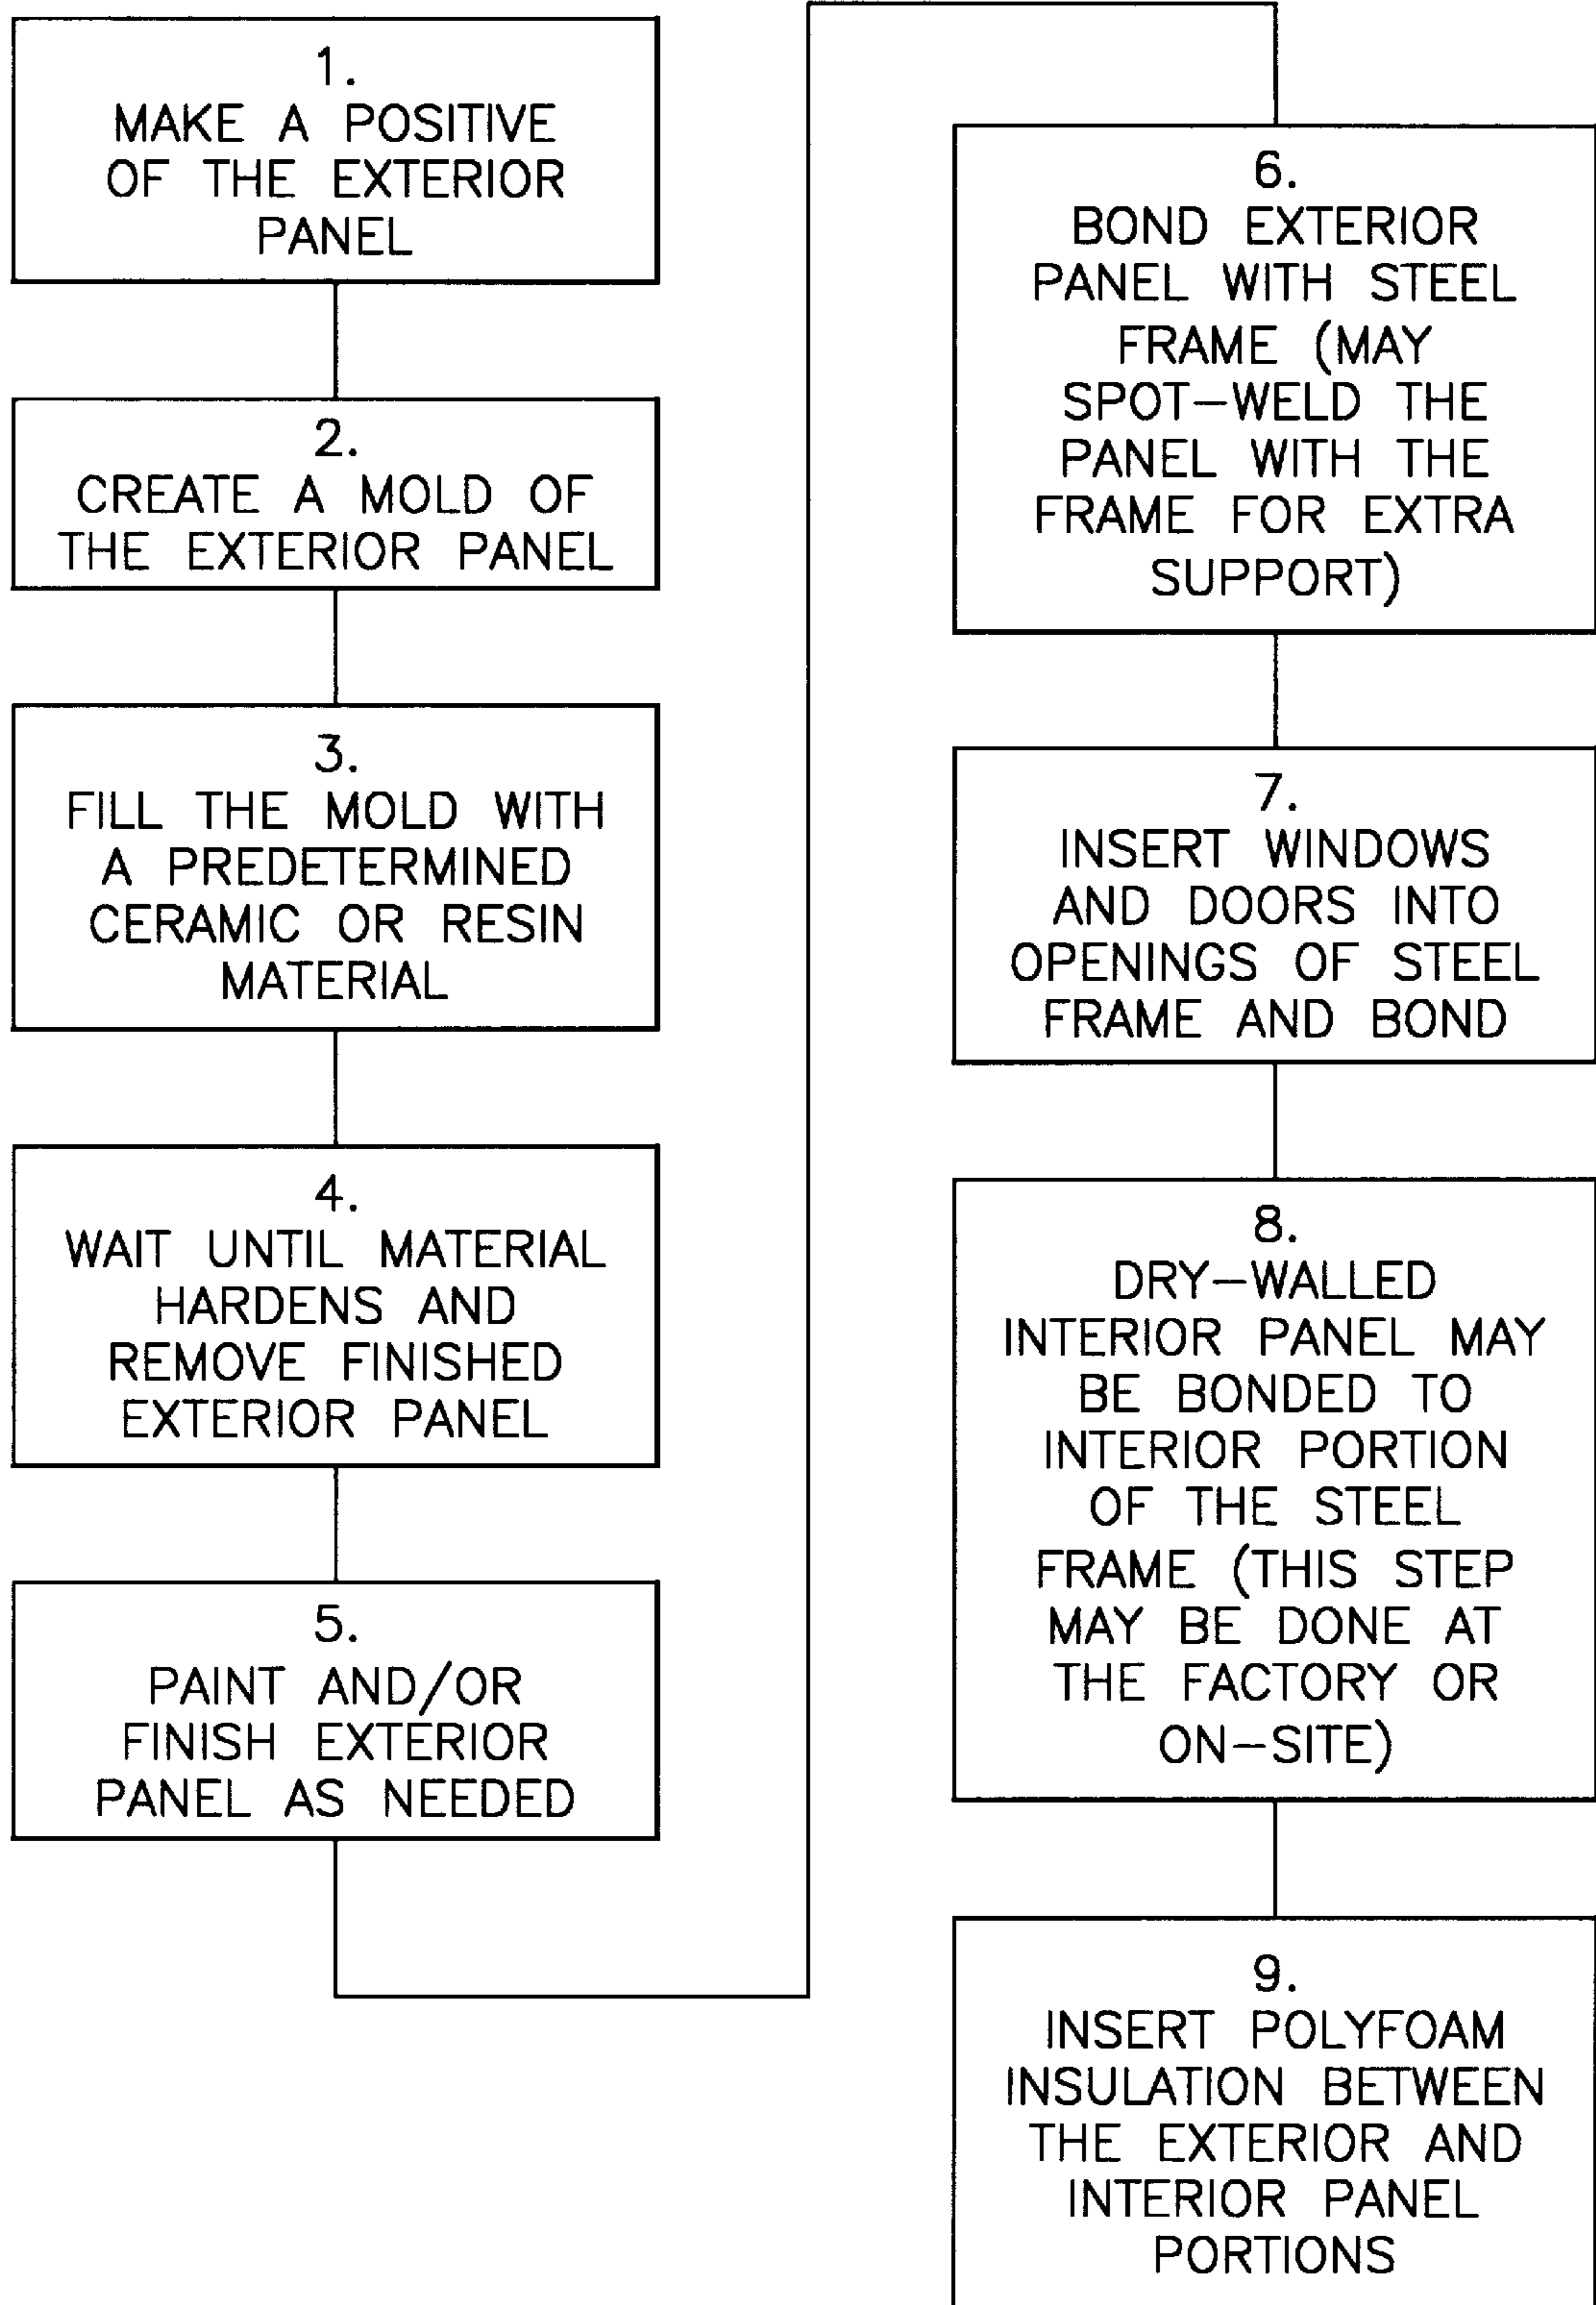 1.
MAKE A POSITIVE
OF THE EXTERIOR
PANEL
2.
CREATE A MOLD OF
THE EXTERIOR PANEL
3.
FILL THE MOLD WITH
A PREDETERMINED
CERAMIC OR RESIN
MATERIAL
4.
WAIT UNTIL MATERIAL
HARDENS AND
REMOVE FINISHED
EXTERIOR PANEL
5.
PAINT AND/OR
FINISH EXTERIOR
PANEL AS NEEDED
6.
BOND EXTERIOR
PANEL WITH STEEL
FRAME (MAY
SPOT-WELD THE
PANEL WITH THE
FRAME FOR EXTRA
SUPPORT)
7.
INSERT WINDOWS
AND DOORS INTO
OPENINGS OF STEEL
FRAME AND BOND
8.
DRY-WALLED
INTERIOR PANEL MAY
BE BONDED TO
INTERIOR PORTION
OF THE STEEL
FRAME (THIS STEP
MAY BE DONE AT
THE FACTORY OR
ON-SITE)
9.
INSERT POLYFOAM
INSULATION BETWEEN
THE EXTERIOR AND
INTERIOR PANEL
PORTIONS